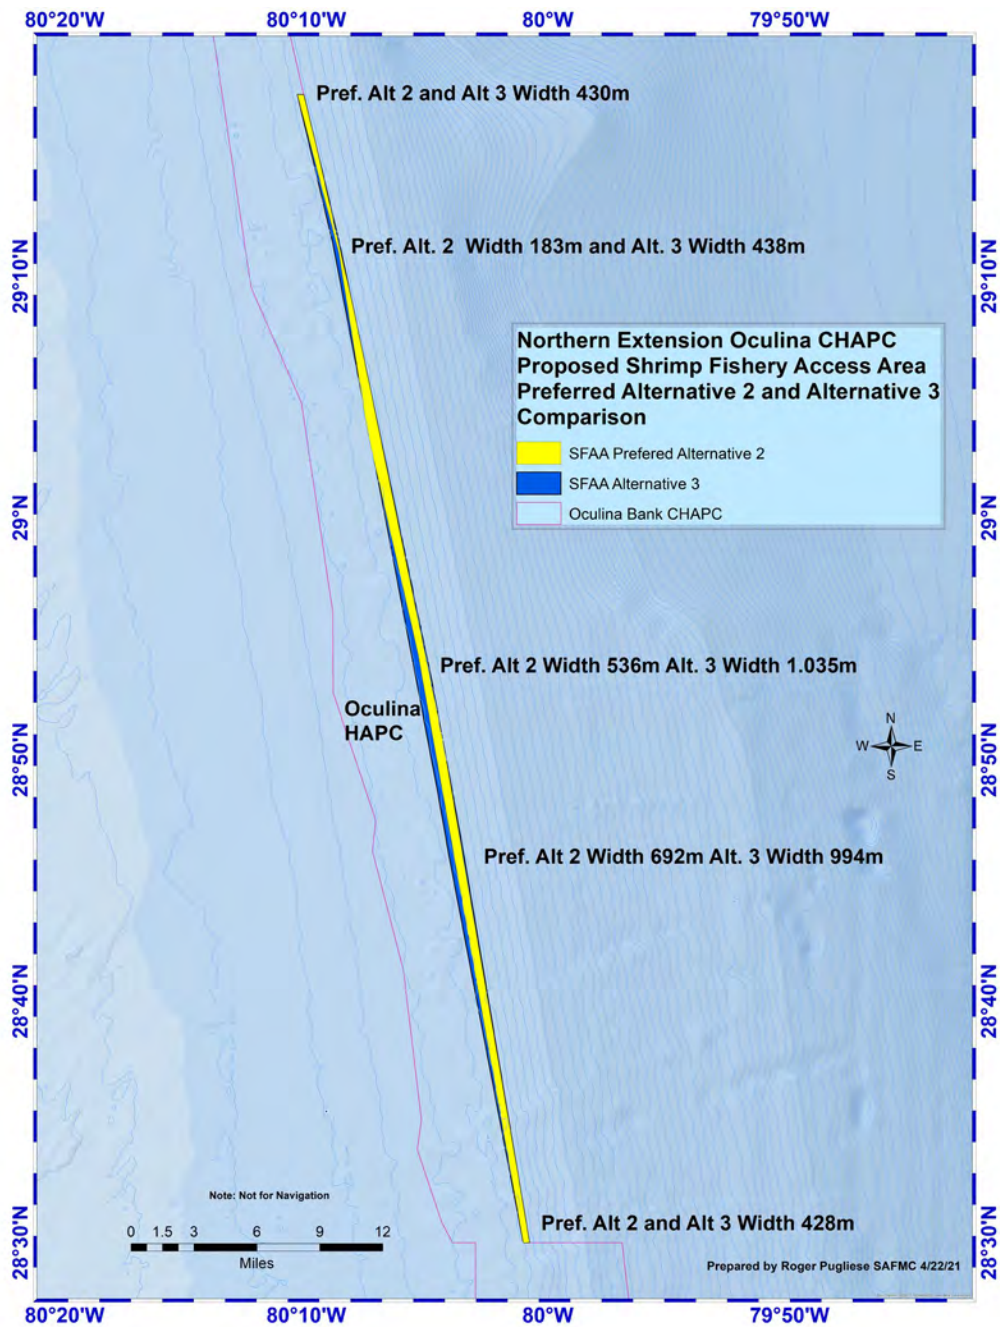 80°20'W 80°10'W 80°0'W 79°50'W
Pref. Alt 2 and Alt 3 Width 430m
Pref. Alt. 2 Width 183m and Alt. 3 Width 438m
29°10'N 29°10'N
Northern Extension Oculina CHAPC
Proposed Shrimp Fishery Access Area
Preferred Alternative 2 and Alternative 3
Comparison
SFAA Prefered Alternative 2
SFAA Alternative 3
Oculina Bank CHAPC
29°N 29°N
Pref. Alt 2 Width 536m Alt. 3 Width 1.035m
Oculina
HAPC
N
W E
S
28°50'N 28°50'N
Pref. Alt 2 Width 692m Alt. 3 Width 994m
28°40'N 28°40'N
Note: Not for Navigation
Pref. Alt 2 and Alt 3 Width 428m
0 1.5 3 6 9 12
Miles
28°30'N 28°30'N
Prepared by Roger Pugliese SAFMC 4/22/21
80°20'W 80°10'W 80°0'W 79°50'W